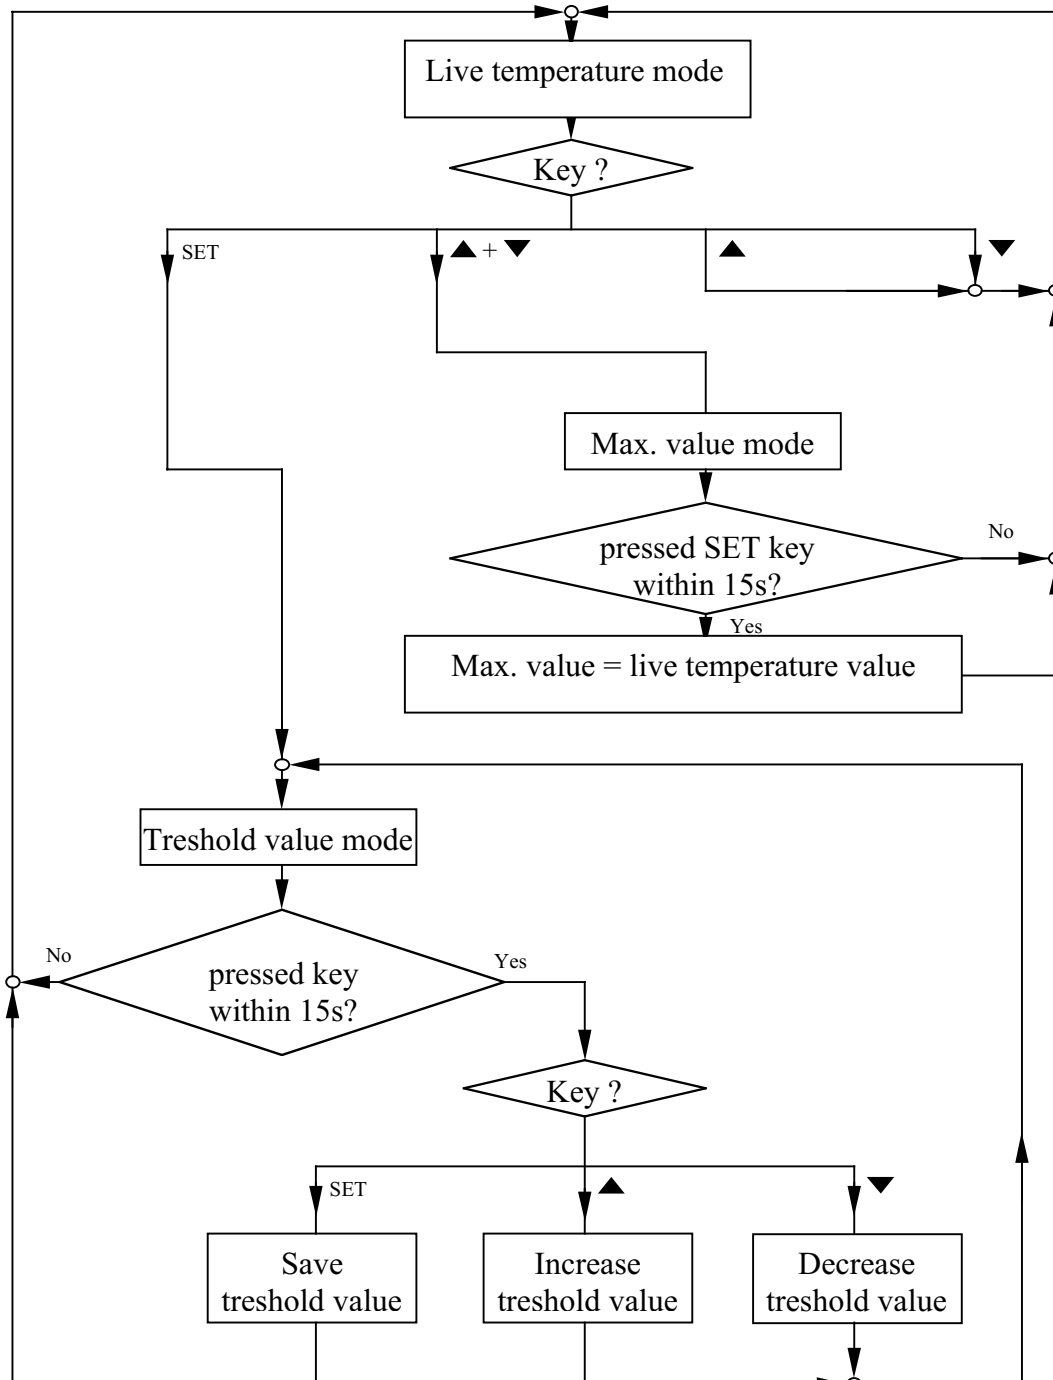 Live temperature mode
Key ?
SET
▲ + ▼
▲
▼
Max. value mode
pressed SET key
within 15s?
No
Yes
Max. value = live temperature value
Treshold value mode
No
pressed key
within 15s?
Yes
Key ?
SET
▲
▼
Save
treshold value
Increase
treshold value
Decrease
treshold value